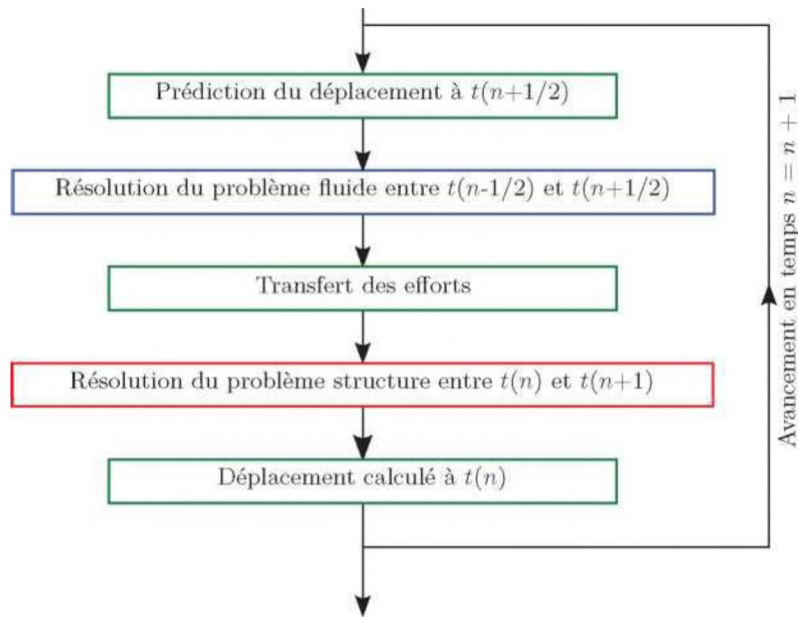 Prédiction du déplacement à t(n+1/2)
Résolution du problème fluide entre t(n-1/2) et t(n+1/2)
Transfert des efforts
Résolution du problème structure entre t(n) et t(n+1)
Déplacement calculé à t(n)
Avancement en temps n = n + 1